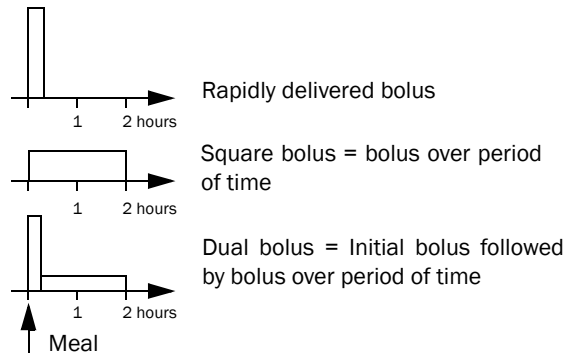 Rapidly delivered bolus
1 2 hours
Square bolus = bolus over period
of time
1 2 hours
Dual bolus = Initial bolus followed
by bolus over period of time
1 2 hours
Meal